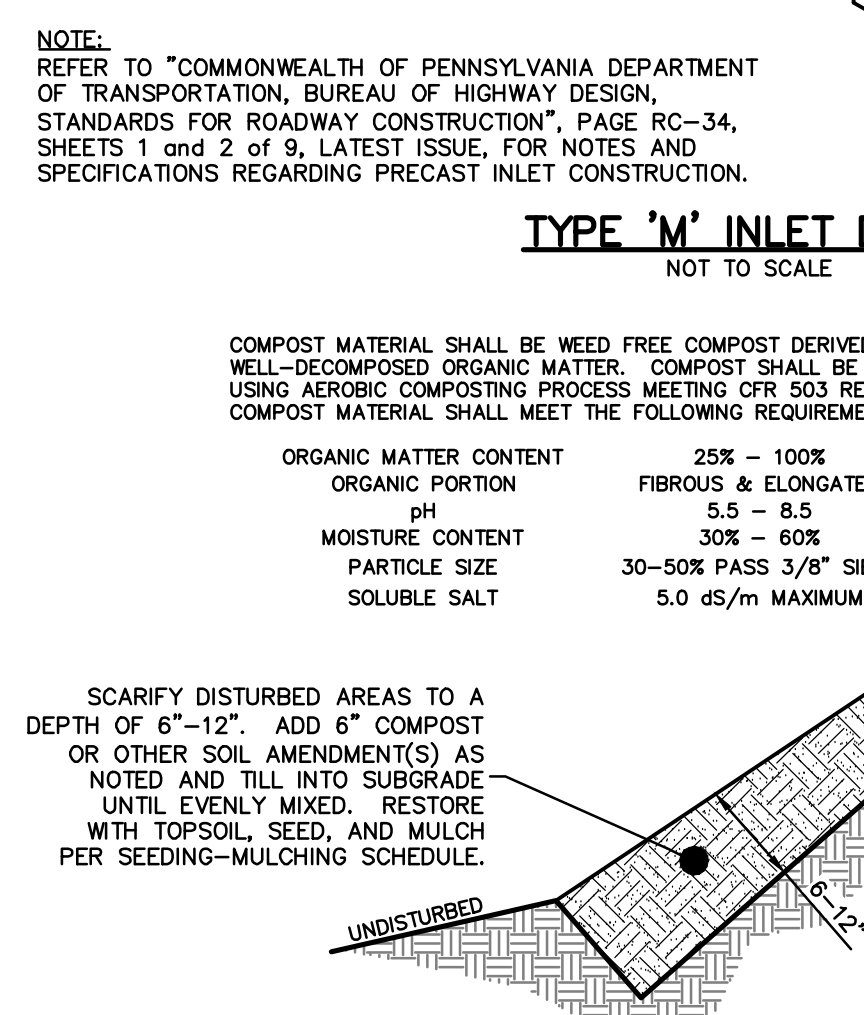 NOTE:
REFER TO "COMMONWEALTH OF PENNSYLVANIA DEPARTMENT
OF TRANSPORTATION, BUREAU OF HIGHWAY DESIGN,
STANDARDS FOR ROADWAY CONSTRUCTION", PAGE RC-34,
SHEETS 1 and 2 of 9, LATEST ISSUE, FOR NOTES AND
SPECIFICATIONS REGARDING PRECAST INLET CONSTRUCTION.
TYPE 'M' INLET
NOT TO SCALE
COMPOST MATERIAL SHALL BE WEED FREE COMPOST DERIVED
WELL-DECOMPOSED ORGANIC MATTER. COMPOST SHALL BE
USING AEROBIC COMPOSTING PROCESS MEETING CFR 503 RE
COMPOST MATERIAL SHALL MEET THE FOLLOWING REQUIREME
ORGANIC MATTER CONTENT 25% - 100%
ORGANIC PORTION FIBROUS & ELONGATE
pH 5.5 - 8.5
MOISTURE CONTENT 30% - 60%
PARTICLE SIZE 30-50% PASS 3/8" SIE
SOLUBLE SALT 5.0 dS/m MAXIMUM
SCARIFY DISTURBED AREAS TO A
DEPTH OF 6"-12". ADD 6" COMPOST
OR OTHER SOIL AMENDMENT(S) AS
NOTED AND TILL INTO SUBGRADE
UNTIL EVENLY MIXED. RESTORE
WITH TOPSOIL, SEED, AND MULCH
PER SEEDING-MULCHING SCHEDULE.
UNDISTURBED
6-12"